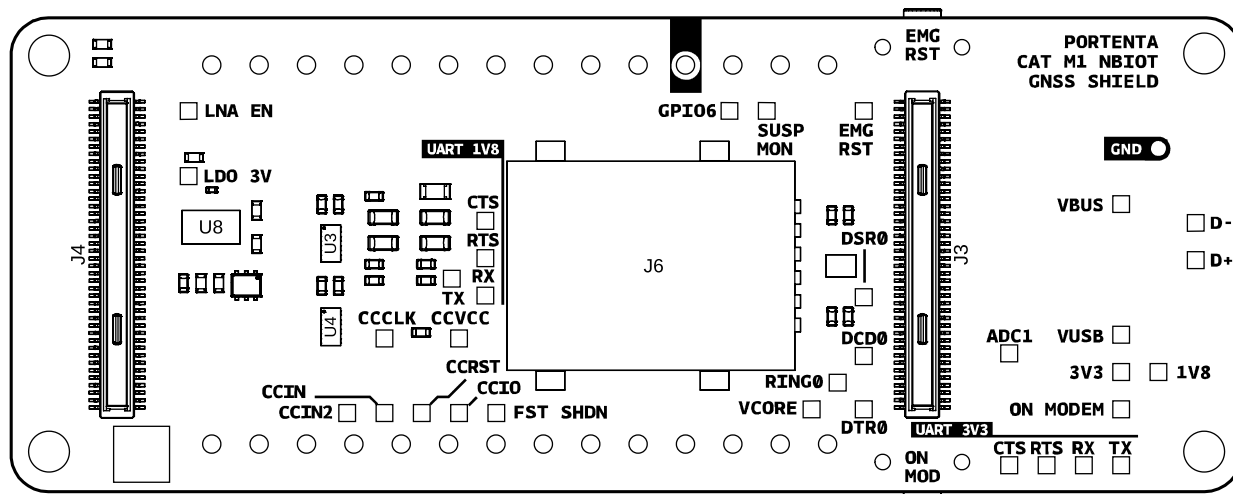 EMG
RST
PORTENTA
CAT M1 NBIOT
GNSS SHIELD
LNA EN
GPIO6
SUSP
MON
EMG
RST
UART 1V8
GND
LDO 3V
CTS
VBUS
U8
D-
RTS
U3
DSR0
J4
J6
J3
D+
RX
TX
CCCLK
CCVCC
U4
DCD0
ADC1
VUSB
CCRST
3V3
1V8
CCIN
CCIO
RING0
CCIN2
FST SHDN
VCORE
ON MODEM
DTR0
UART 3V3
CTS RTS RX TX
ON
MOD